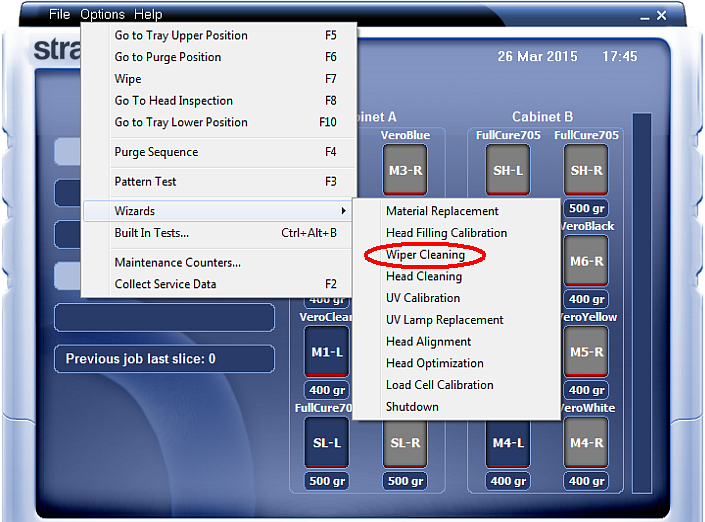 File Options Help
stra
26 Mar 2015 17:45
Go to Tray Upper Position F5
Go to Purge Position F6
Wipe F7
Go To Head Inspection F8
Go to Tray Lower Position F10
Purge Sequence F4
Pattern Test F3
Wizards
Built In Tests... Ctrl+Alt+B
Maintenance Counters...
Collect Service Data F2
Material Replacement
Head Filling Calibration
Wiper Cleaning
Head Cleaning
UV Calibration
UV Lamp Replacement
Head Alignment
Head Optimization
Load Cell Calibration
Shutdown
Previous job last slice: 0
inet A
VeroBlue
M3-R
400 gr
VeroClear
M1-L
400 gr
FullCure70
SL-L SL-R
500 gr 500 gr
Cabinet B
FullCure705 FullCure705
SH-L SH-R
500 gr
VeroBlack
M6-R
400 gr
VeroYellow
M5-R
400 gr
VeroWhite
M4-L M4-R
400 gr 400 gr